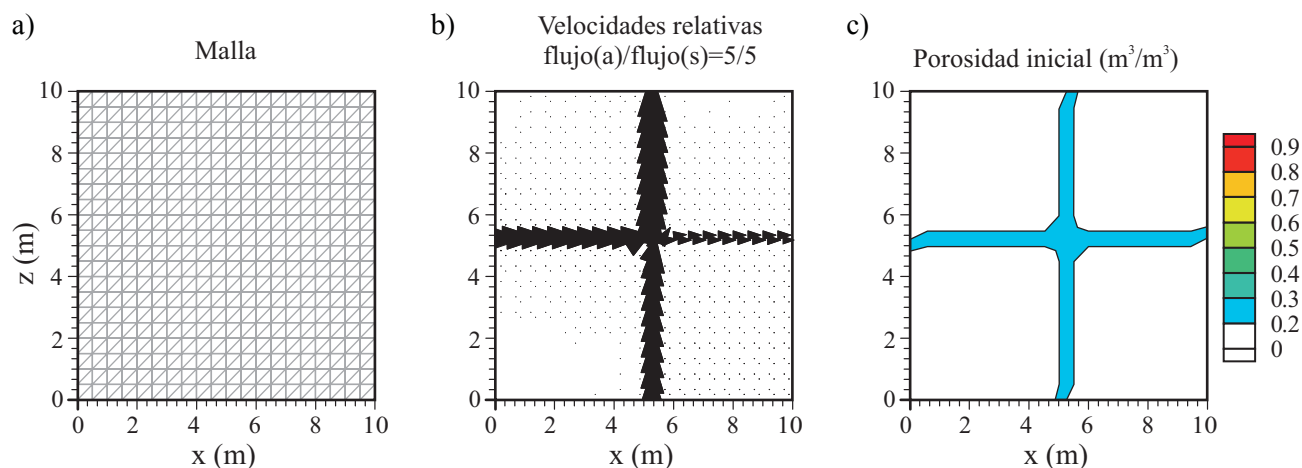 a)
Malla
10
8
6
4
2
0
z (m)
0 2 4 6 8 10
x (m)
b)
Velocidades relativas
flujo(a)/flujo(s)=5/5
10
8
6
4
2
0
0 2 4 6 8 10
x (m)
c)
Porosidad inicial (m³/m³)
10
8
6
4
2
0
0 2 4 6 8 10
x (m)
0.9
0.8
0.7
0.6
0.5
0.4
0.3
0.2
0